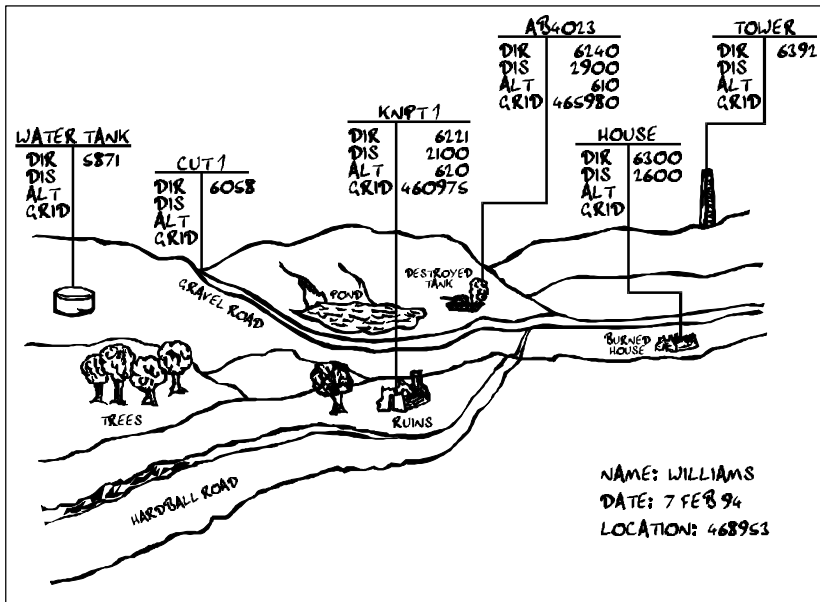 AB4023
DIR 6240
DIS 2900
ALT 610
GRID 465980
TOWER
DIR 6392
DIS
ALT
GRID
KNPT 1
DIR 6221
DIS 2100
ALT 620
GRID 460975
HOUSE
DIR 6300
DIS 2600
ALT
GRID
WATER TANK
DIR 5871
DIS
ALT
GRID
CUT 1
DIR 6058
DIS
ALT
GRID
GRAVEL ROAD
POND
DESTROYED
TANK
BURNED
HOUSE
TREES
RUINS
HARDBALL ROAD
NAME: WILLIAMS
DATE: 7 FEB 94
LOCATION: 468953